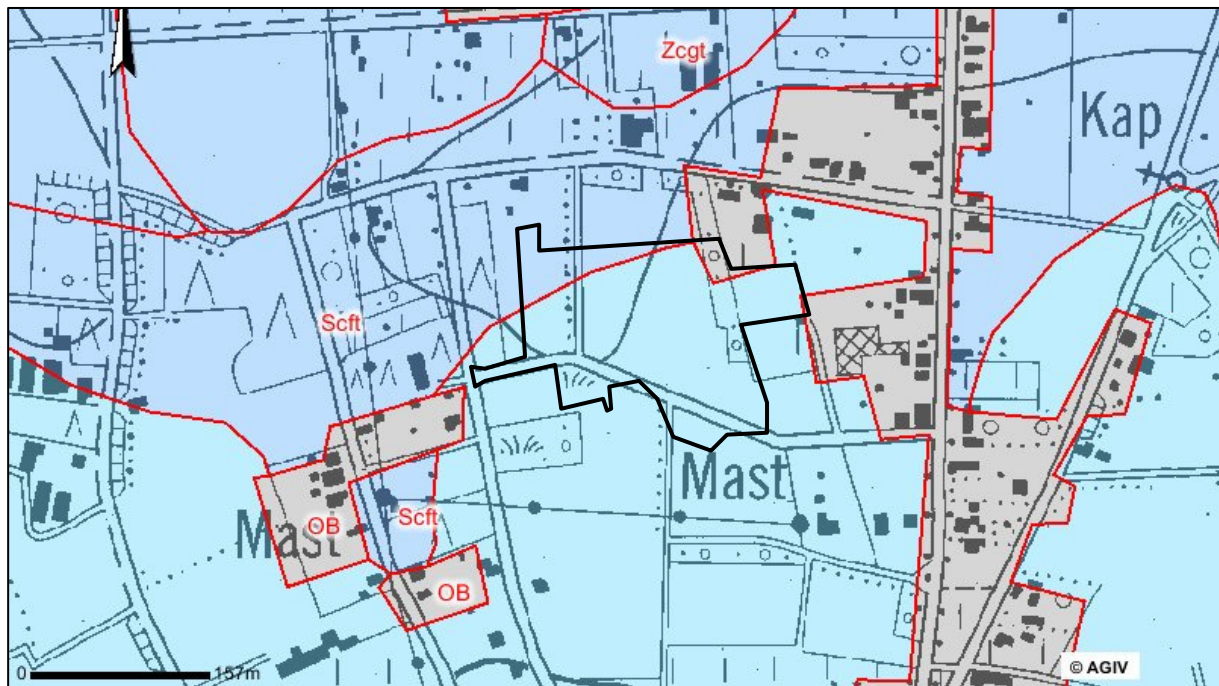 Zcgt
Kap
Scft
Mast
Mast
OB
Scft
OB
0 157m
© AGIV